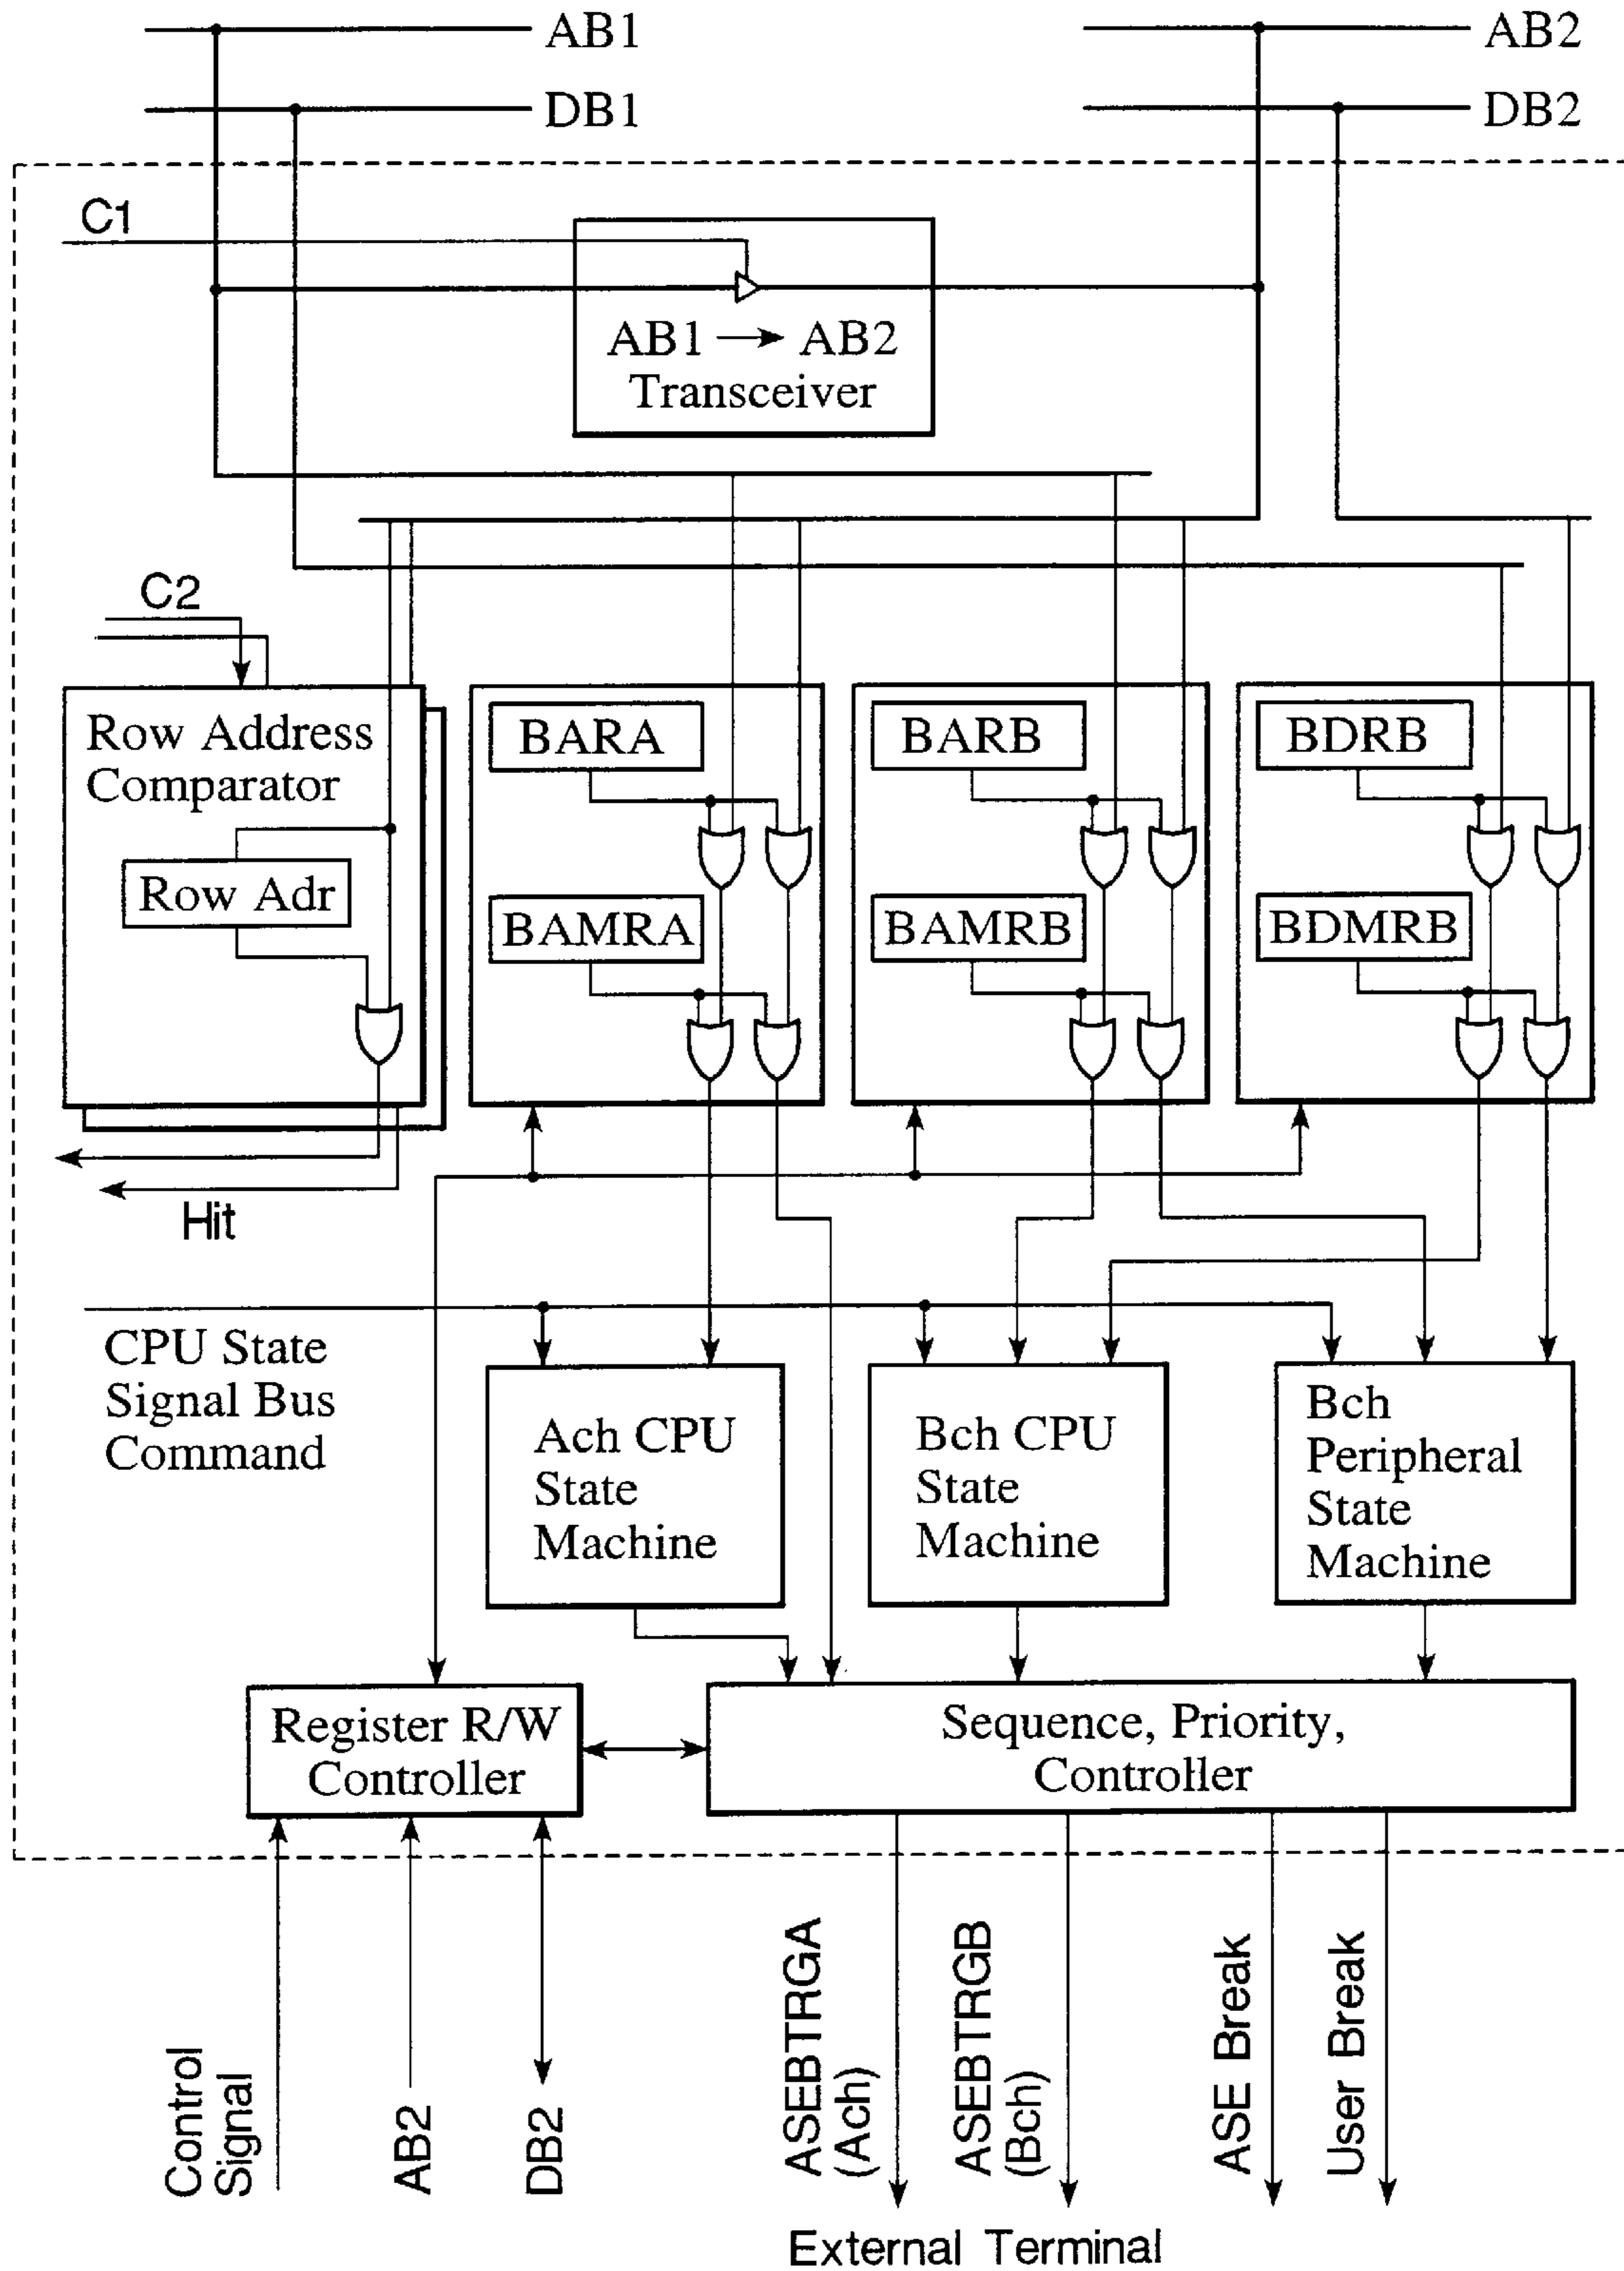 AB1
AB2
DB1
DB2
C1
AB1 → AB2
Transceiver
C2
Row Address
Comparator
Row Adr
BARA
BAMRA
BARB
BAMRB
BDRB
BDMRB
Hit
CPU State
Signal Bus
Command
Ach CPU
State
Machine
Bch CPU
State
Machine
Bch
Peripheral
State
Machine
Register R/W
Controller
Sequence, Priority,
Controller
Control
Signal
AB2
DB2
ASEBTRGA
(Ach)
ASEBTRGB
(Bch)
ASE Break
User Break
External Terminal